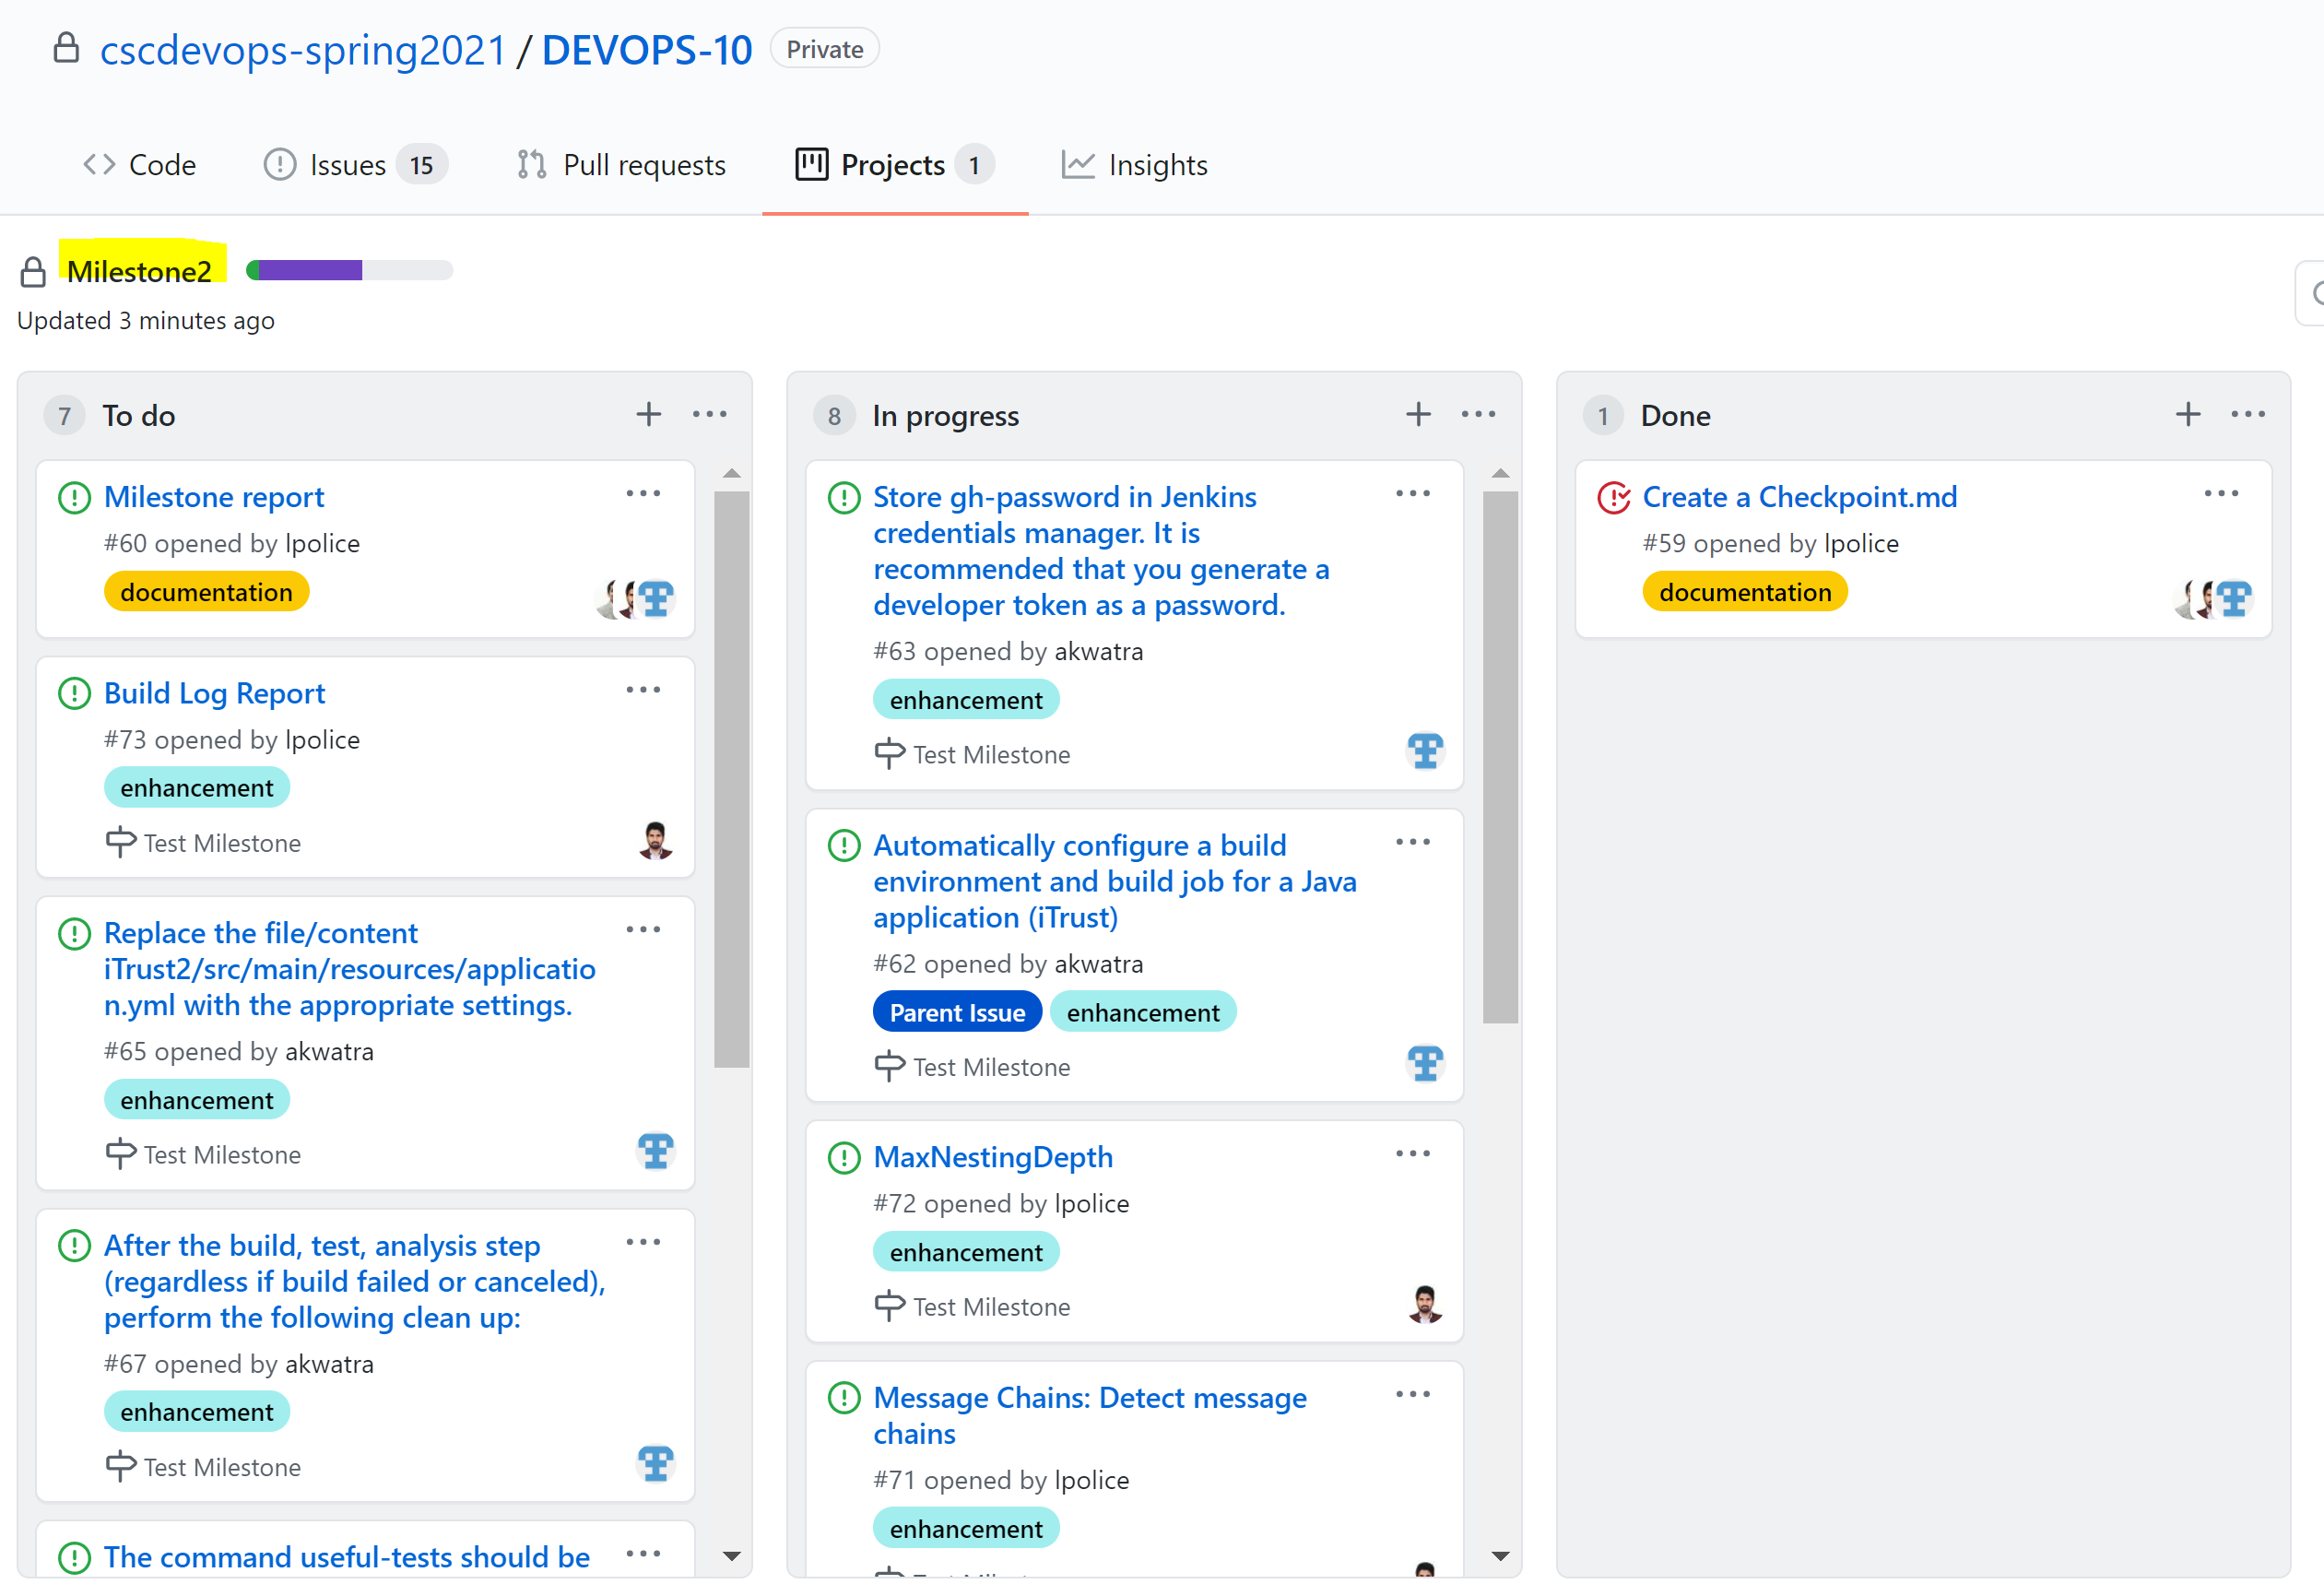 cscdevops-spring2021 / DEVOPS-10 Private
Code Issues 15 Pull requests Projects 1 Insights
Milestone2
Updated 3 minutes ago
7 To do
Milestone report
#60 opened by lpolice
documentation
Build Log Report
#73 opened by lpolice
enhancement
Test Milestone
Replace the file/content
iTrust2/src/main/resources/applicatio
n.yml with the appropriate settings.
#65 opened by akwatra
enhancement
Test Milestone
After the build, test, analysis step
(regardless if build failed or canceled),
perform the following clean up:
#67 opened by akwatra
enhancement
Test Milestone
The command useful-tests should be
8 In progress
Store gh-password in Jenkins
credentials manager. It is
recommended that you generate a
developer token as a password.
#63 opened by akwatra
enhancement
Test Milestone
Automatically configure a build
environment and build job for a Java
application (iTrust)
#62 opened by akwatra
Parent Issue enhancement
Test Milestone
MaxNestingDepth
#72 opened by lpolice
enhancement
Test Milestone
Message Chains: Detect message
chains
#71 opened by lpolice
enhancement
1 Done
Create a Checkpoint.md
#59 opened by lpolice
documentation